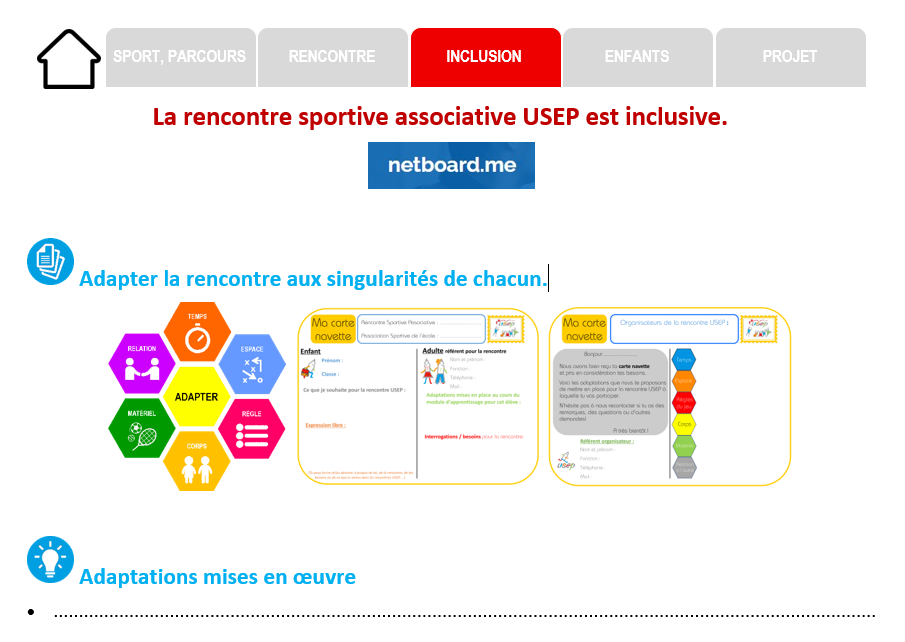 SPORT, PARCOURS
RENCONTRE
INCLUSION
ENFANTS
PROJET
La rencontre sportive associative USEP est inclusive.
netboard.me
Adapter la rencontre aux singularités de chacun.
TEMPS
RELATION
ESPACE
ADAPTER
MATÉRIEL
RÈGLE
CORPS
Ma carte
navette
Rencontre Sportive Associative :
Association Sportive de l'école :
Enfant
Prénom :
Classe :
Ce que je souhaite pour la rencontre USEP :
Expression libre :
Adulte référent pour la rencontre
Nom et prénom :
Fonction :
Téléphone :
Mail :
Adaptations mises en place au cours du
module d'apprentissage pour cet élève :
Interrogations / besoins pour la rencontre
Ma carte
navette
Organisateurs de la rencontre USEP :
Bonjour
Nous avons bien reçu ta carte navette
et pris en considération tes besoins.
Voici les adaptations que nous te proposons
de mettre en place pour la rencontre USEP à
laquelle tu vas participer.
N'hésite pas à nous recontacter si tu as des
remarques, des questions ou d'autres
demandes!
A très bientôt !
Référent organisateur :
Nom et prénom :
Fonction :
Téléphone :
Mail :
usep
Temps
Corps
Adaptations mises en œuvre